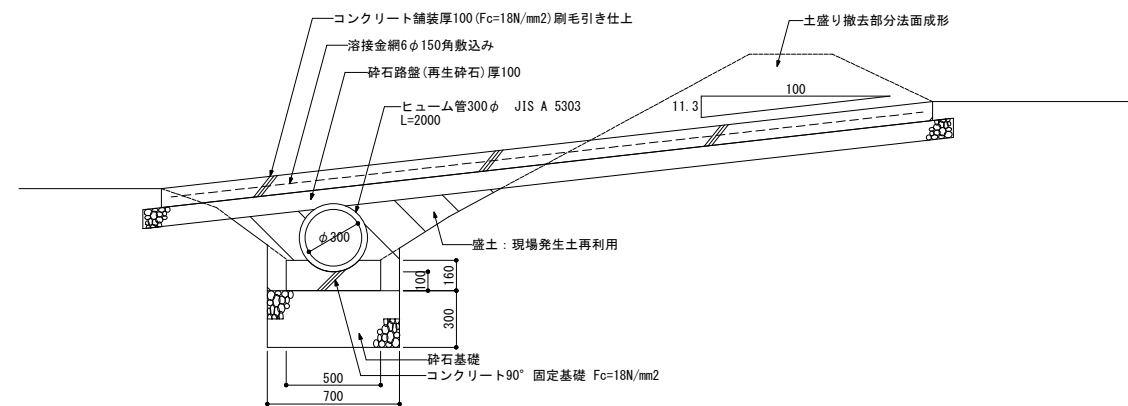 コンクリート舗装厚100(Fc=18N/mm2)刷毛引き仕上
土盛り撤去部分法面成形
溶接金網6φ150角敷込み
砕石路盤(再生砕石)厚100
100
11.3
ヒューム管300φ JIS A 5303
L=2000
φ300
盛土：現場発生土再利用
100
160
300
砕石基礎
コンクリート90°固定基礎 Fc=18N/mm2
500
700